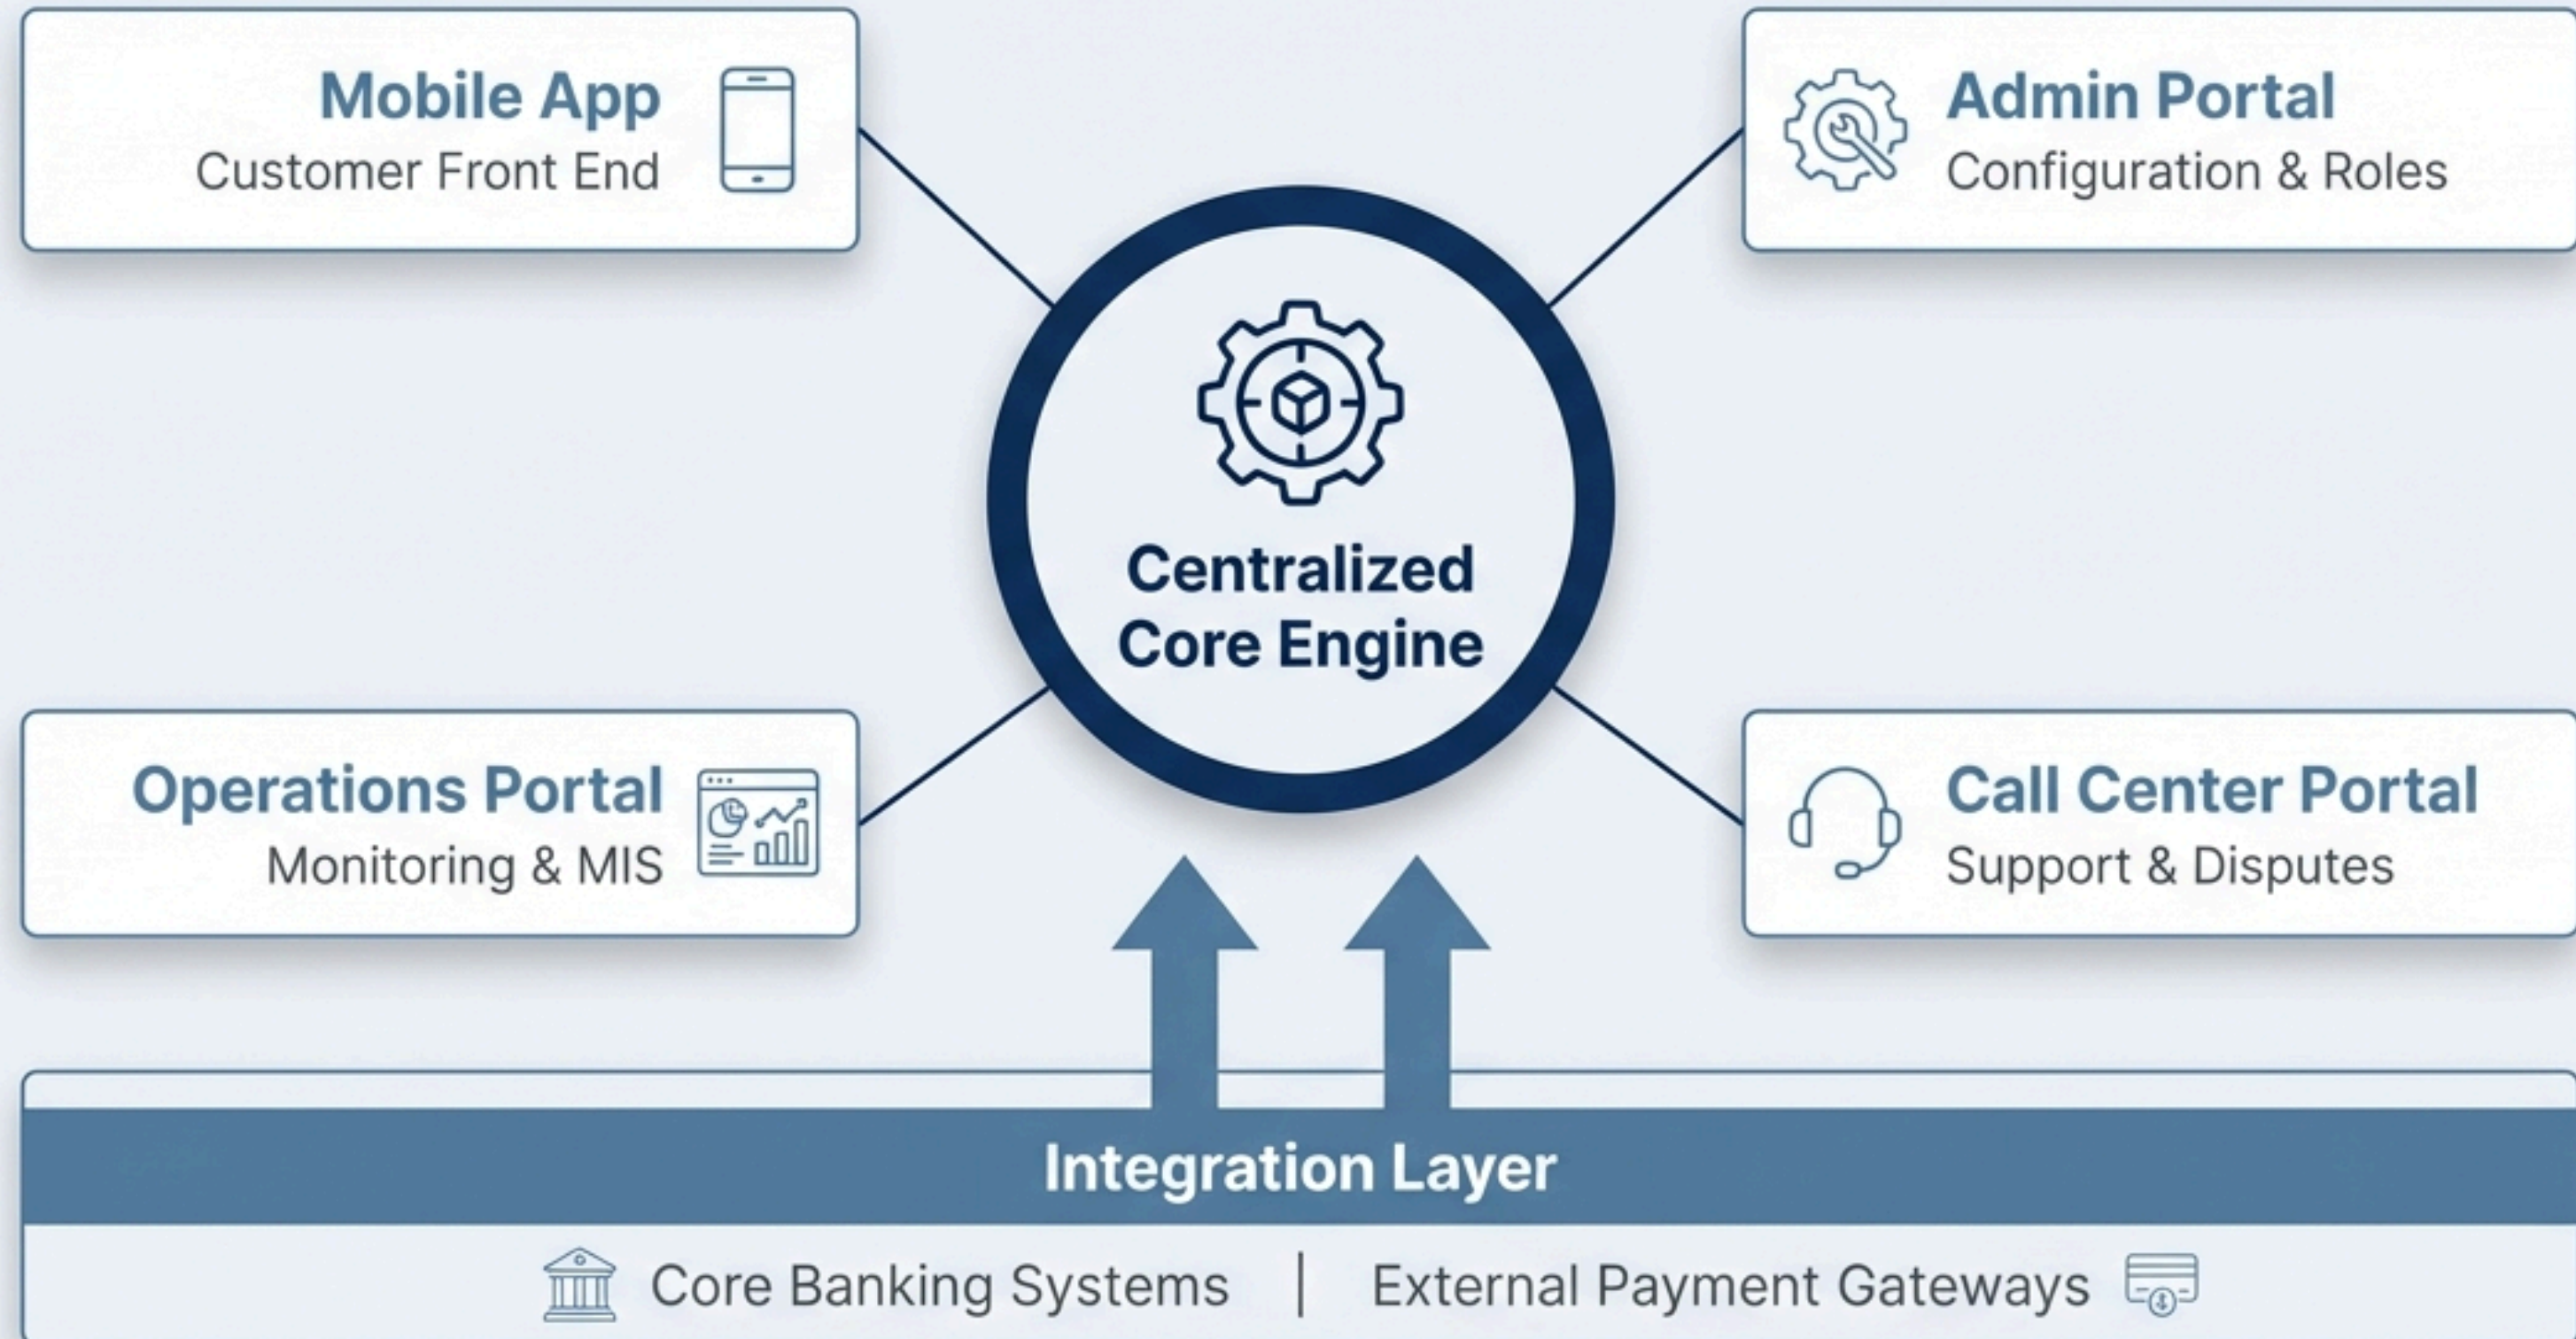 Mobile App
Customer Front End
Admin Portal
Configuration & Roles
Centralized
Core Engine
Operations Portal
Monitoring & MIS
Call Center Portal
Support & Disputes
Integration Layer
Core Banking Systems | External Payment Gateways